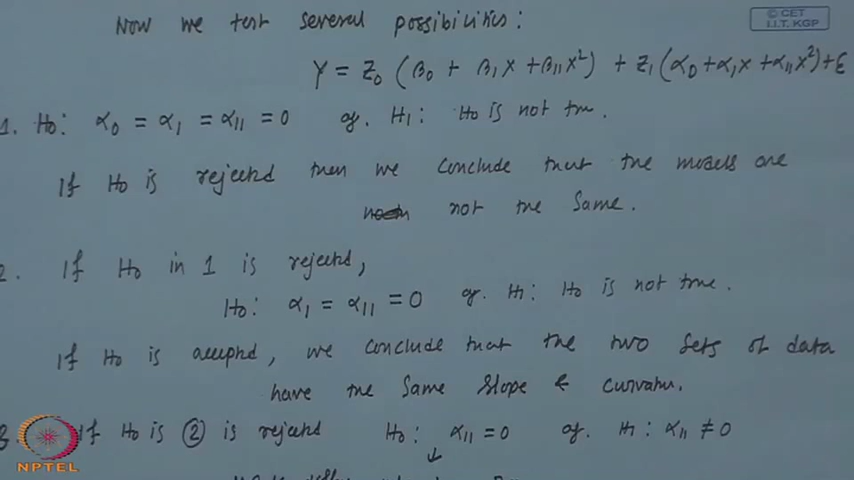 © CET
I.I.T. KGP
Now we test several possibilities:
Y = Z₀ (β₀ + β₁x + β₁₁x²) + Z₁(α₀+α₁x +α₁₁x²)+ε
1. H₀: α₀ = α₁ = α₁₁ = 0 ag. H₁: H₀ is not true.
If H₀ is rejected then we conclude that the models are
not the same.
2. If H₀ in 1 is rejected,
H₀: α₁ = α₁₁ = 0 ag. H₁: H₀ is not true.
If H₀ is accepted, we conclude that the two sets of data
have the same slope & curvature.
3. If H₀ is ② is rejected H₀: α₁₁ = 0 ag. H₁: α₁₁ ≠ 0
↓
NPTEL